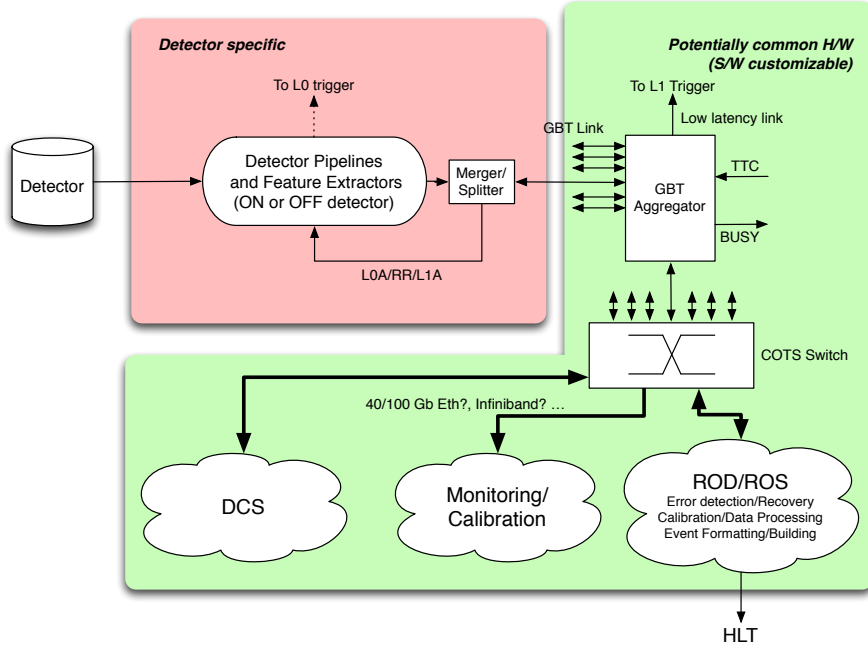 Detector specific
Potentially common H/W
(S/W customizable)
To L0 trigger
To L1 Trigger
Low latency link
GBT Link
Detector
Detector Pipelines
and Feature Extractors
(ON or OFF detector)
Merger/
Splitter
GBT
Aggregator
TTC
BUSY
L0A/RR/L1A
COTS Switch
40/100 Gb Eth?, Infiniband? ...
DCS
Monitoring/
Calibration
ROD/ROS
Error detection/Recovery
Calibration/Data Processing
Event Formatting/Building
HLT